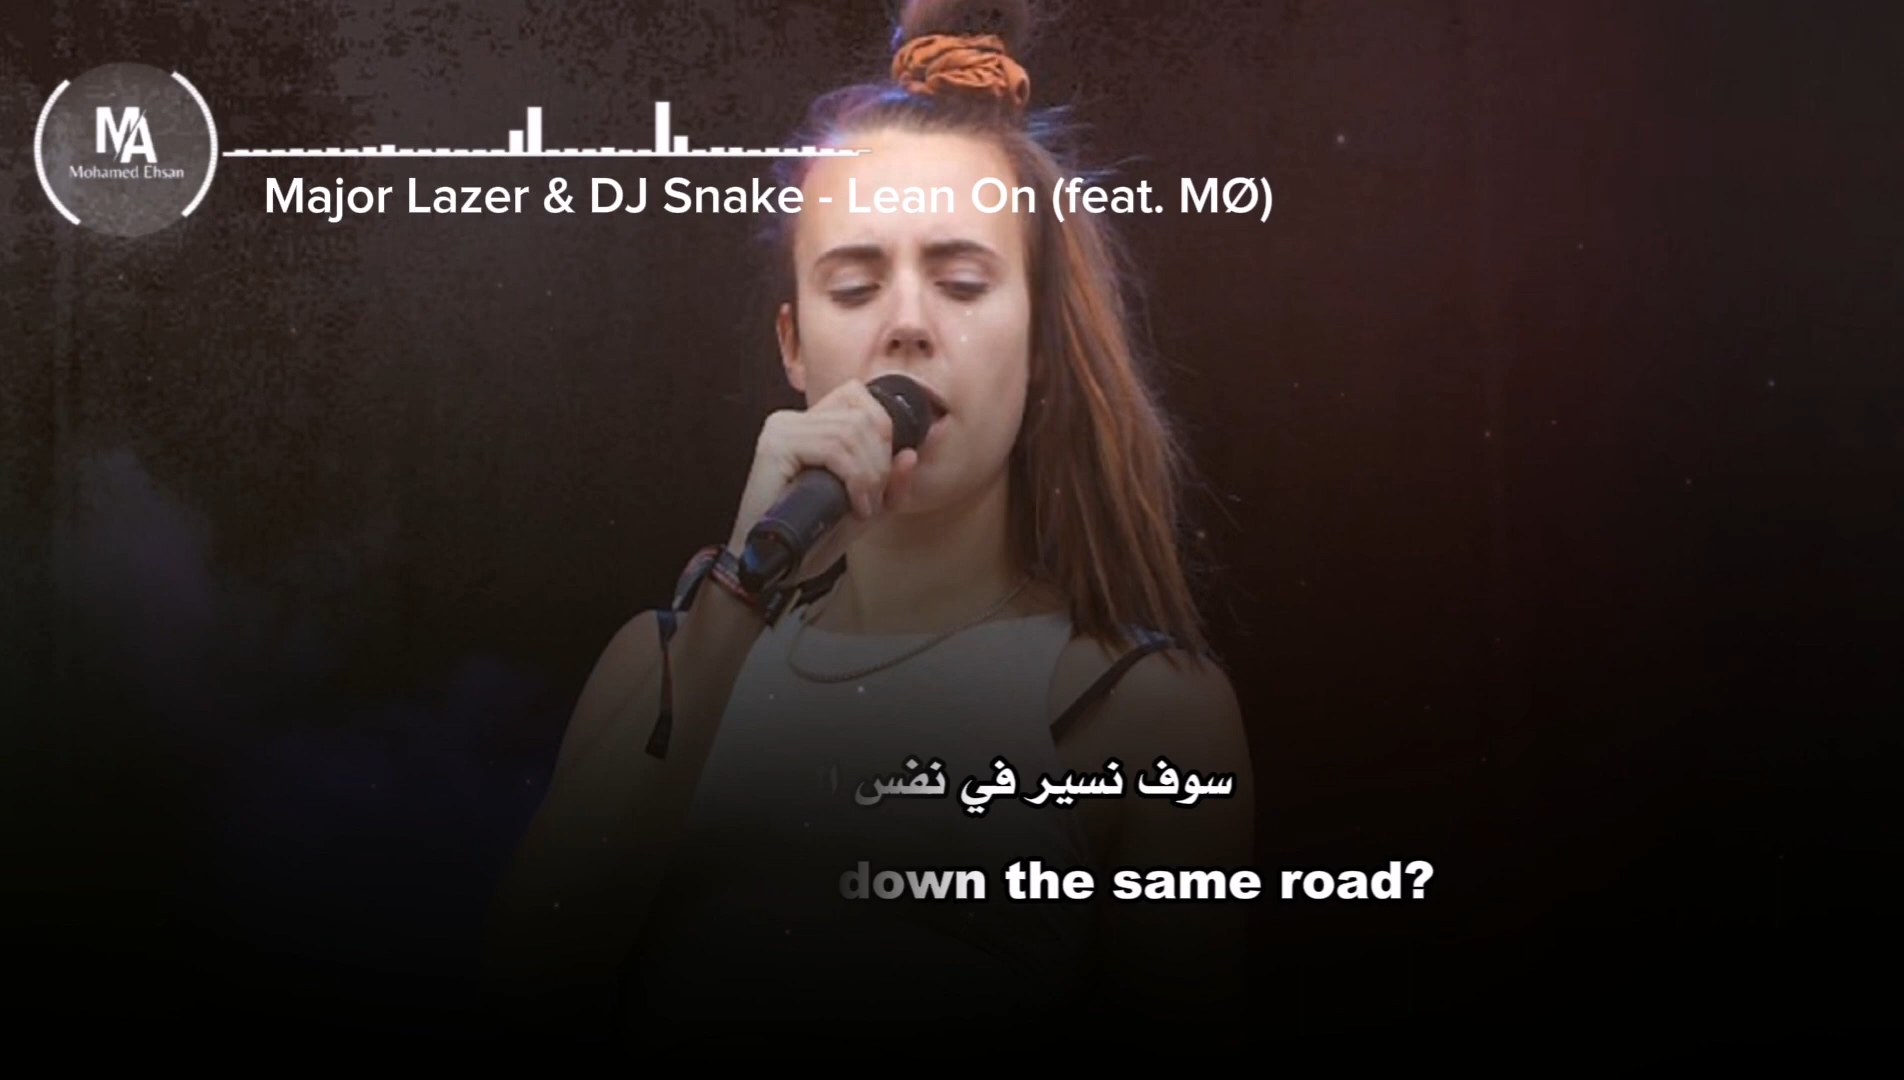 MA
Mohamed Ehsan
Major Lazer & DJ Snake - Lean On (feat. MØ)
سوف نسير في نفس
down the same road?